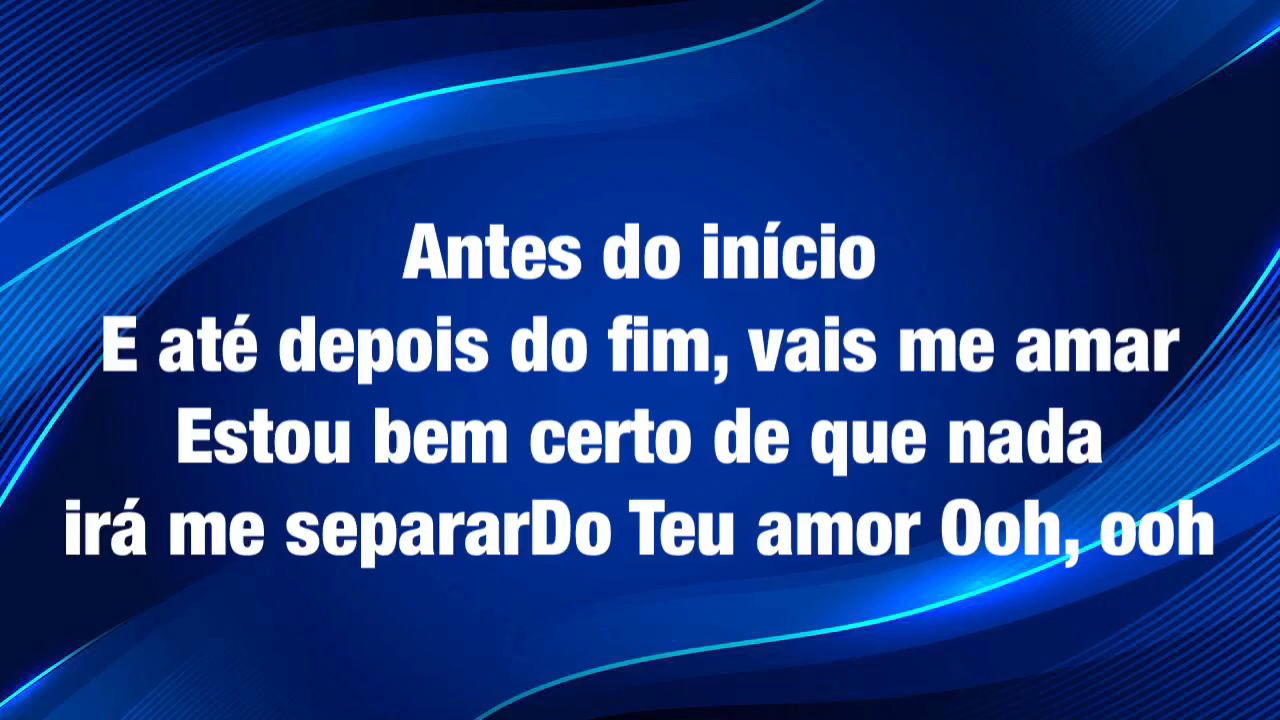 Antes do início
E até depois do fim, vais me amar
Estou bem certo de que nada
irá me separarDo Teu amor Ooh, ooh